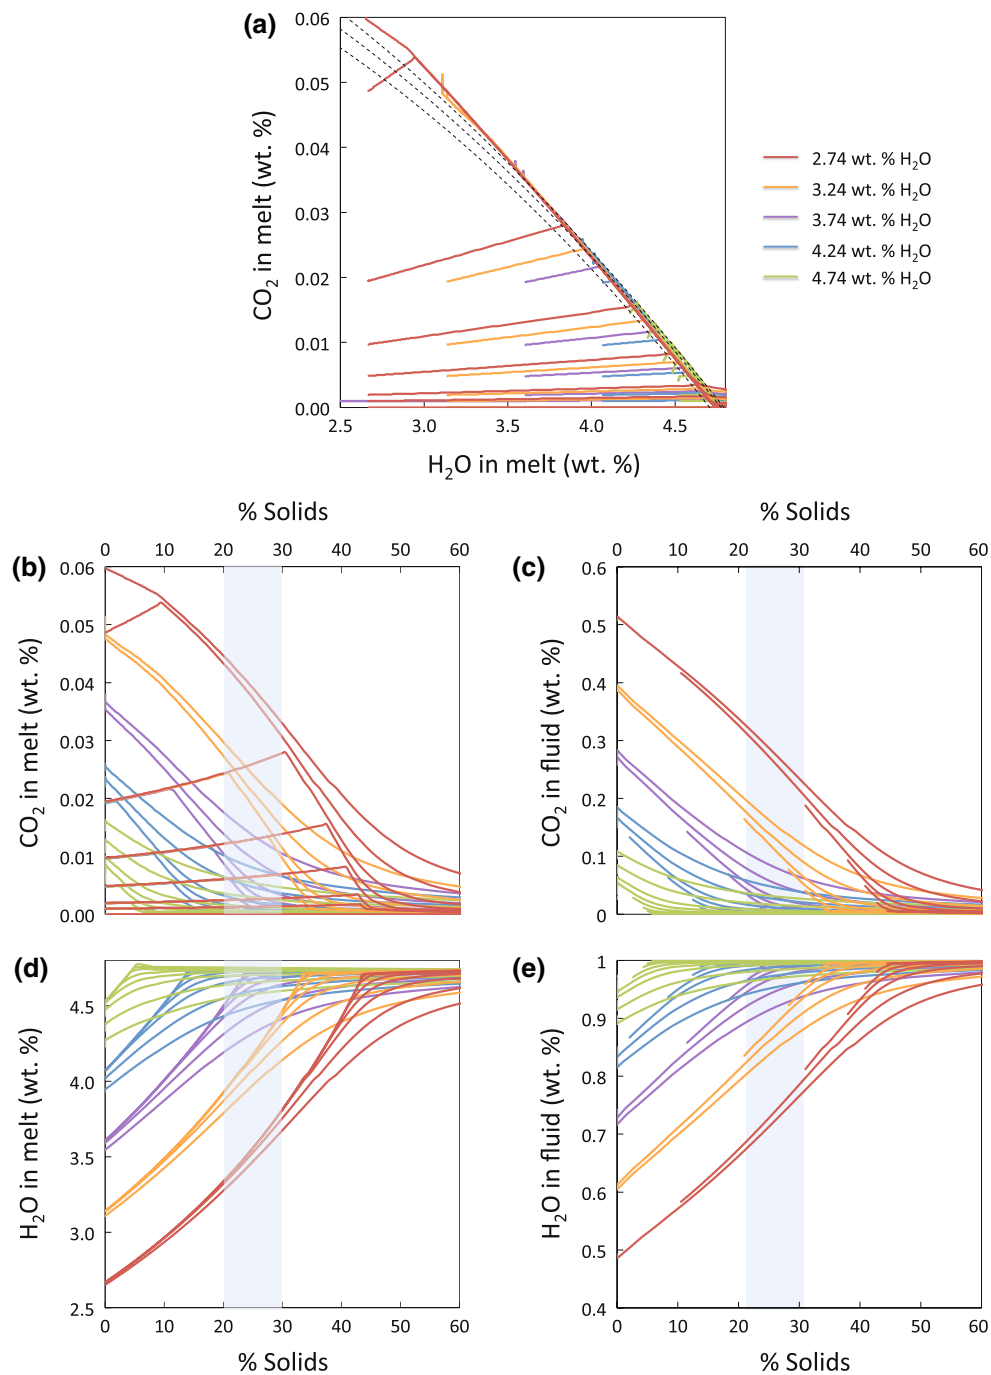 (a)
0.06
0.05
0.04
0.03
0.02
0.01
0.00
CO2 in melt (wt. %)
2.5 3.0 3.5 4.0 4.5
H2O in melt (wt. %)
2.74 wt. % H2O
3.24 wt. % H2O
3.74 wt. % H2O
4.24 wt. % H2O
4.74 wt. % H2O
% Solids
0 10 20 30 40 50 60
(b)
0.06
0.05
0.04
0.03
0.02
0.01
0.00
CO2 in melt (wt. %)
% Solids
0 10 20 30 40 50 60
(c)
0.6
0.5
0.4
0.3
0.2
0.1
0
CO2 in fluid (wt. %)
(d)
4.5
4.0
3.5
3.0
2.5
H2O in melt (wt. %)
0 10 20 30 40 50 60
% Solids
(e)
1
0.9
0.8
0.7
0.6
0.5
0.4
H2O in fluid (wt. %)
0 10 20 30 40 50 60
% Solids